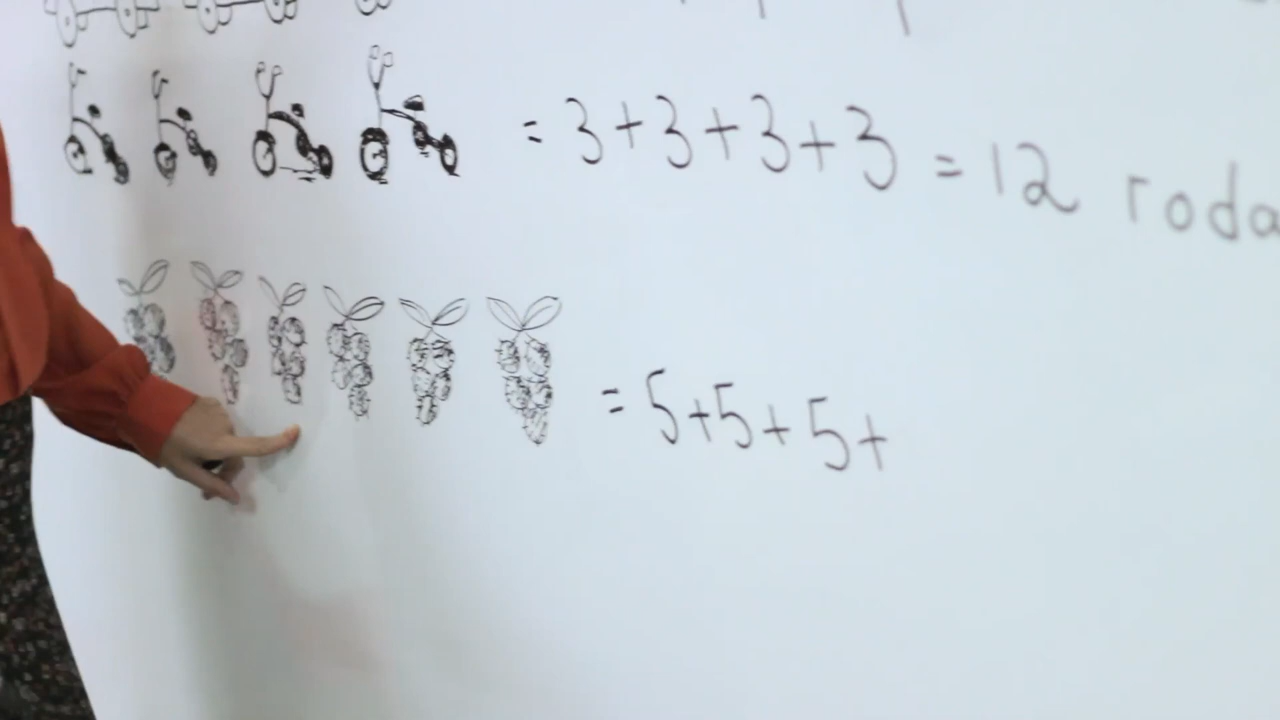 = 3+3+3+3 = 12 roda
= 5+5+5+